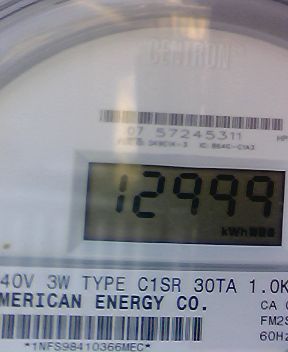 CENTRON
07 57245311
12999
kWh
40V 3W TYPE C1SR 30TA 1.0K
MERICAN ENERGY CO.
CA
FM2S
60Hz
*1NFS98410366MEC*